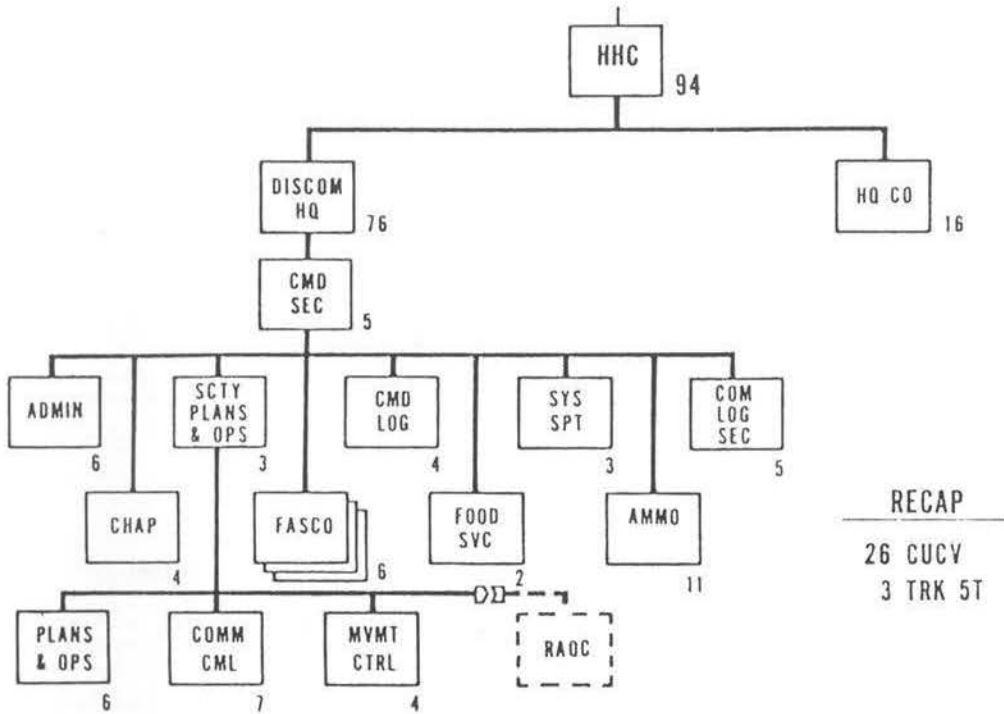 HHC
94
DISCOM
HQ
76
HQ CO
16
CMD
SEC
5
ADMIN
6
SCTY
PLANS
& OPS
3
CMD
LOG
4
SYS
SPT
3
COM
LOG
SEC
5
CHAP
4
FASCO
6
FOOD
SVC
2
AMMO
11
RECAP
26 CUCV
3 TRK 5T
PLANS
& OPS
6
COMM
CML
7
MVMT
CTRL
4
RAOC